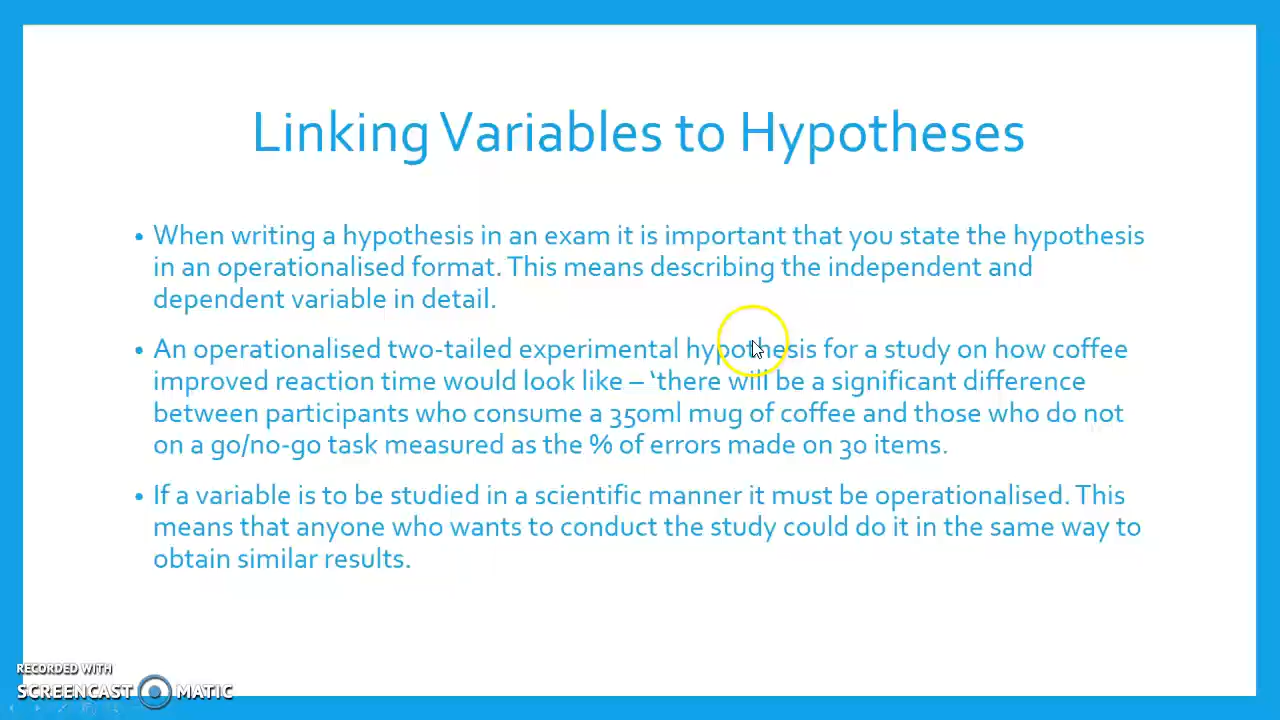 Linking Variables to Hypotheses
• When writing a hypothesis in an exam it is important that you state the hypothesis
in an operationalised format. This means describing the independent and
dependent variable in detail.
• An operationalised two-tailed experimental hypothesis for a study on how coffee
improved reaction time would look like – ‘there will be a significant difference
between participants who consume a 350ml mug of coffee and those who do not
on a go/no-go task measured as the % of errors made on 30 items.
• If a variable is to be studied in a scientific manner it must be operationalised. This
means that anyone who wants to conduct the study could do it in the same way to
obtain similar results.
RECORDED WITH
SCREENCAST MATIC